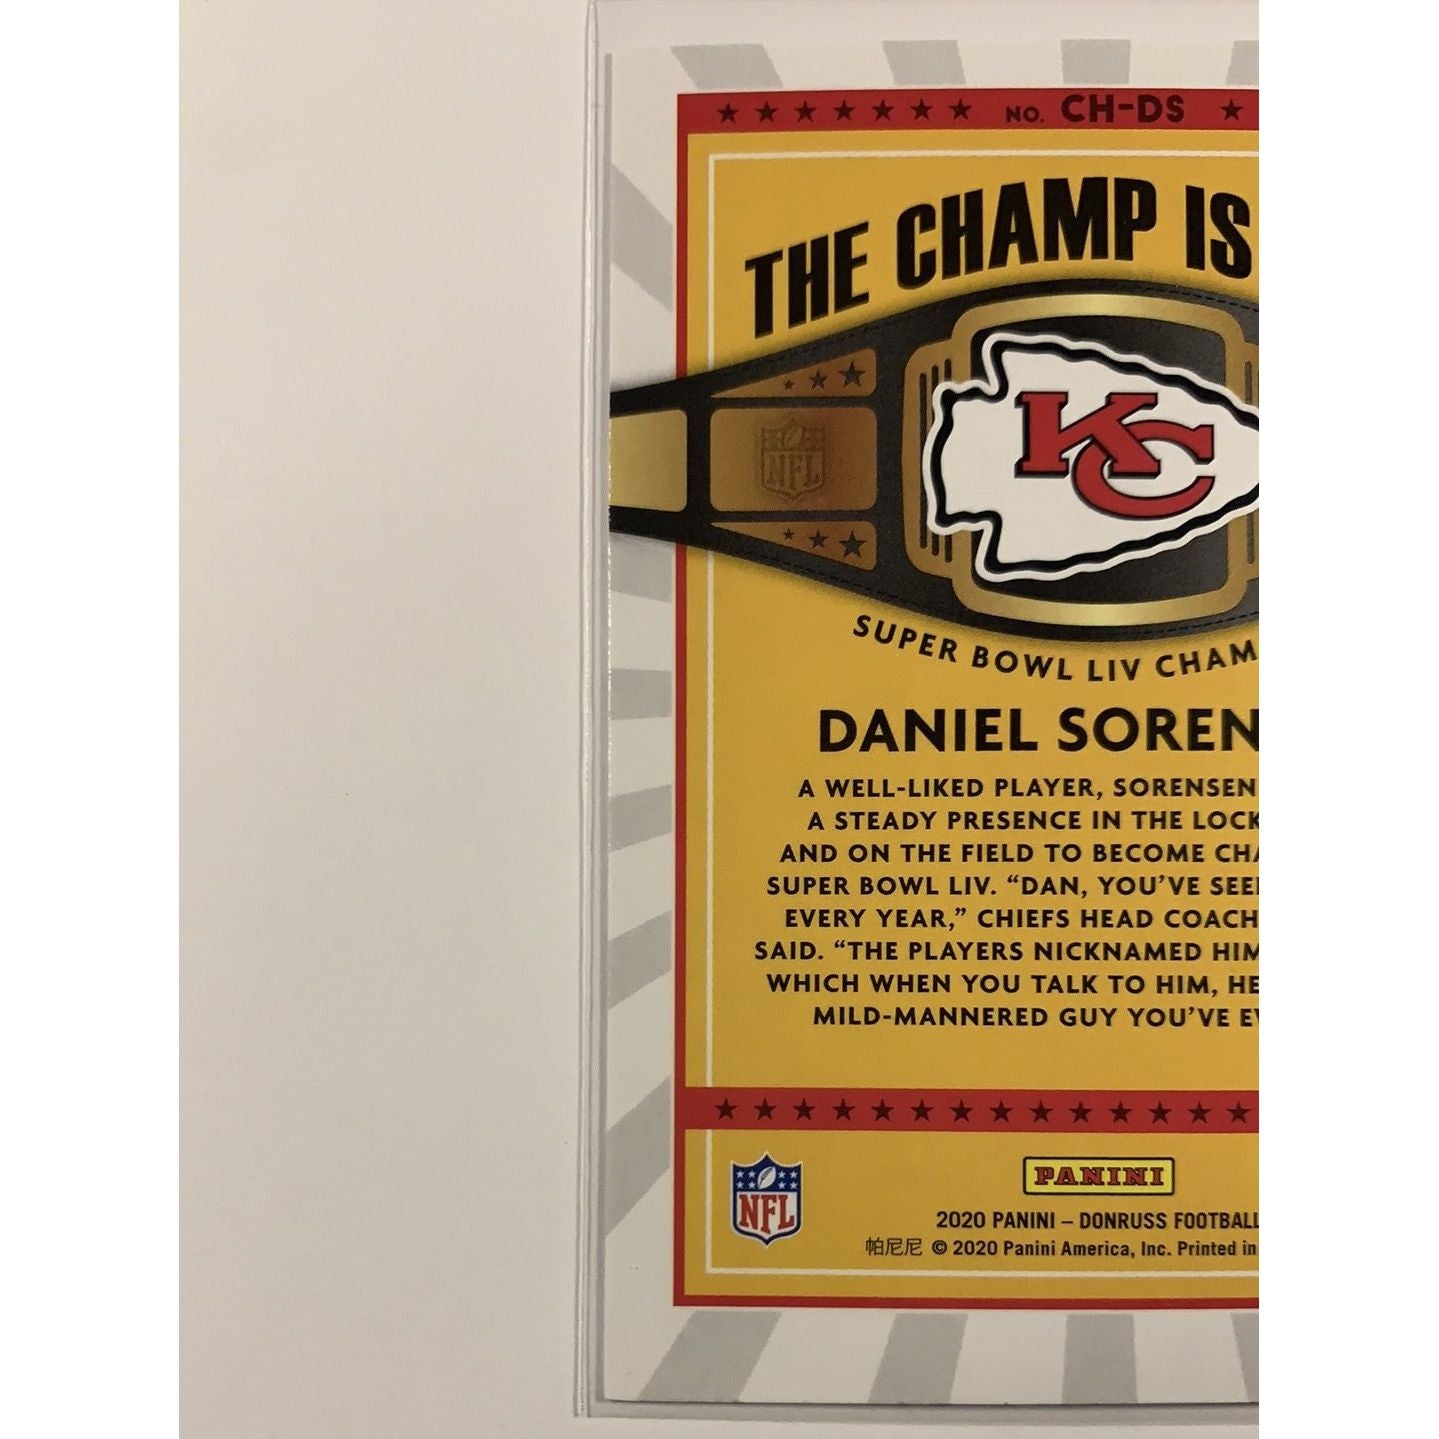 NO. CH-DS
THE CHAMP IS
NFL
KC
SUPER BOWL LIV CHAM
DANIEL SOREN
A WELL-LIKED PLAYER, SORENSEN
A STEADY PRESENCE IN THE LOCK
AND ON THE FIELD TO BECOME CHA
SUPER BOWL LIV. “DAN, YOU’VE SEE
EVERY YEAR,” CHIEFS HEAD COACH
SAID. “THE PLAYERS NICKNAMED HIM
WHICH WHEN YOU TALK TO HIM, HE
MILD-MANNERED GUY YOU’VE EV
NFL
PANINI
2020 PANINI – DONRUSS FOOTBALL
帕尼尼 © 2020 Panini America, Inc. Printed in